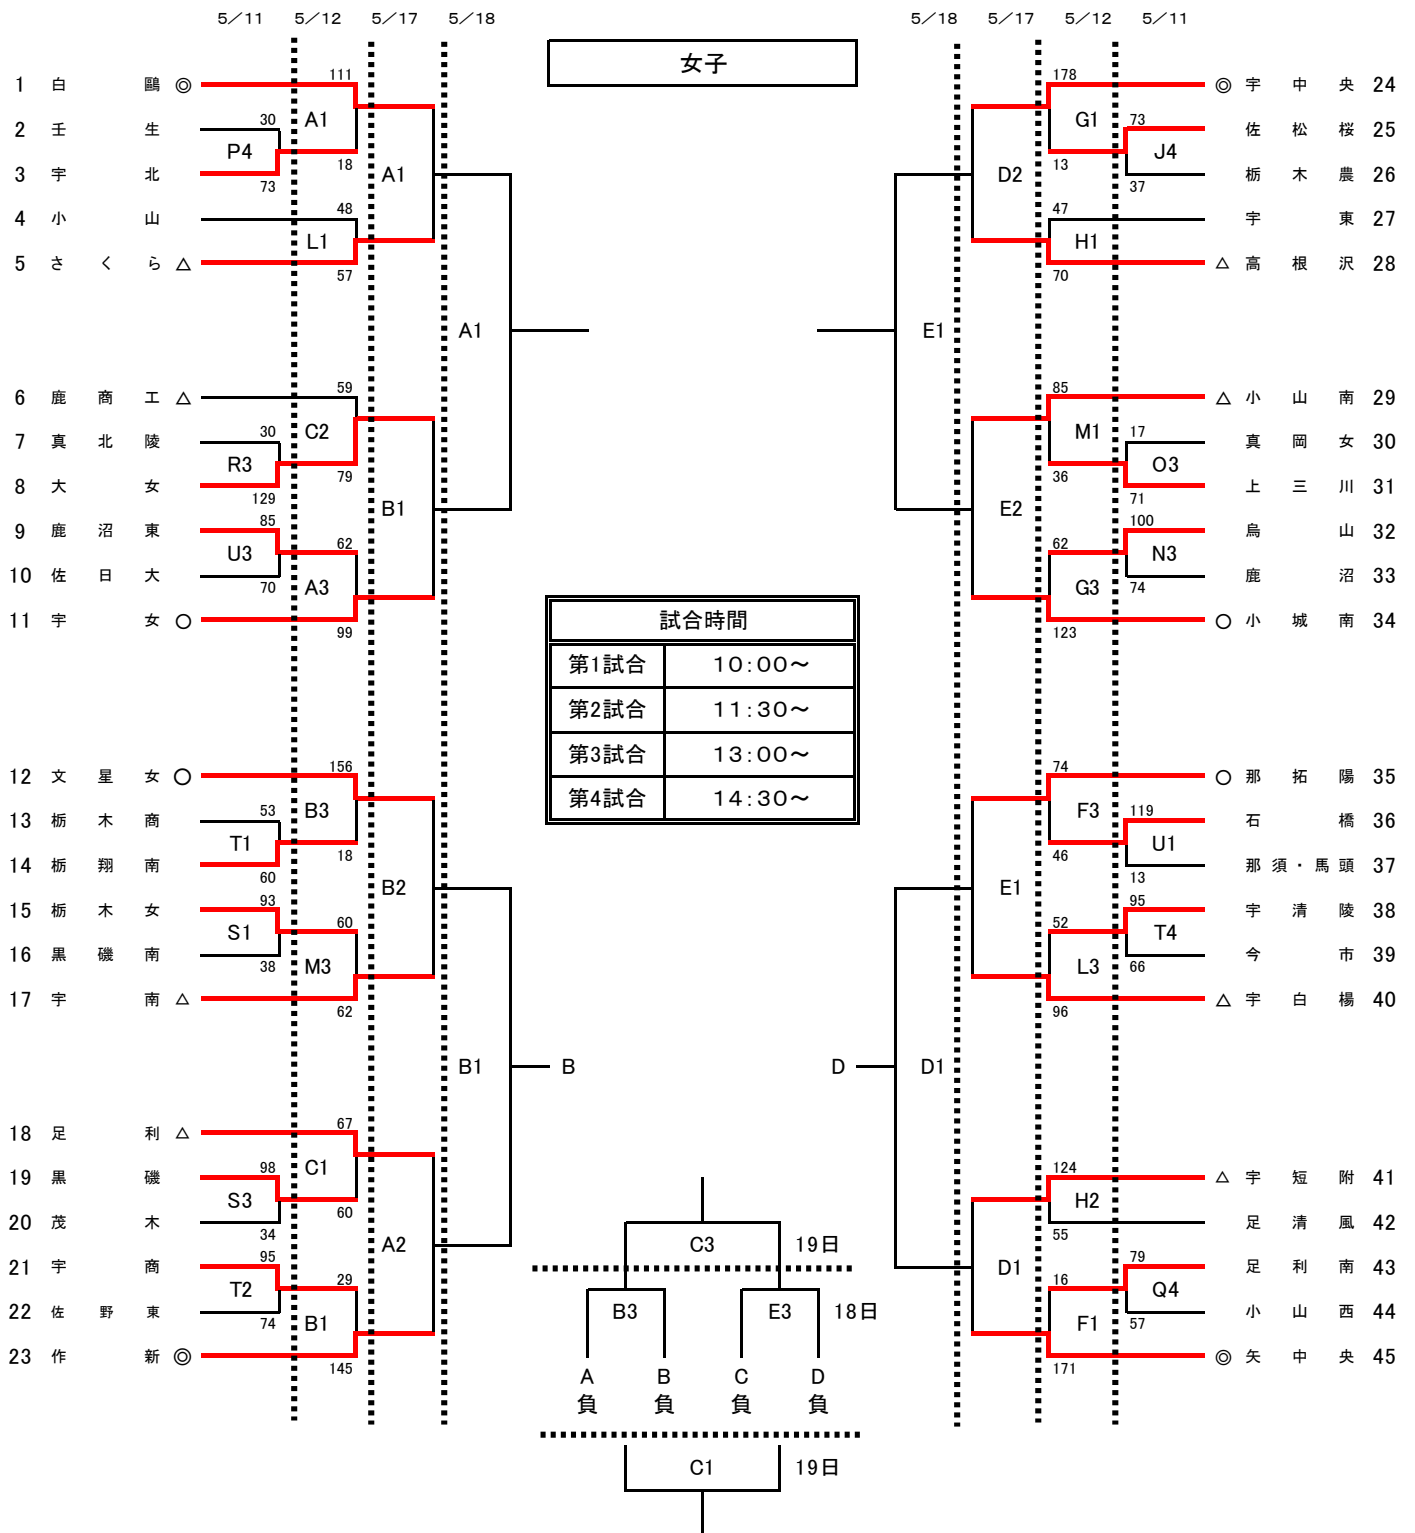 5／11 5／12 5／17 5／18
5／18 5／17 5／12 5／11
女子
1 白鷗 ◎
2 壬生
3 宇北
4 小山
5 さくら △
6 鹿商工 △
7 真北陵
8 大女
9 鹿沼東
10 佐日大
11 宇女 ○
12 文星女 ○
13 栃木商
14 栃翔南
15 栃木女
16 黒磯南
17 宇南 △
18 足利 △
19 黒磯
20 茂木
21 宇商
22 佐野東
23 作新 ◎
30
P4
73
30
R3
129
85
U3
70
53
T1
60
93
S1
38
98
S3
34
95
T2
74
111
A1
18
48
L1
57
59
C2
79
62
A3
99
156
B3
18
60
M3
62
67
C1
60
29
B1
145
A1
B1
B2
A2
A1
B1
B
試合時間
第1試合 10:00～
第2試合 11:30～
第3試合 13:00～
第4試合 14:30～
C3 19日
B3 E3 18日
A負 B負 C負 D負
C1 19日
E1
D1
D
D2
E2
E1
D1
178
G1
13
47
H1
70
85
M1
36
62
G3
123
74
F3
46
52
L3
96
124
H2
55
16
F1
171
73
J4
37
17
O3
71
100
N3
74
119
U1
13
95
T4
66
79
Q4
57
◎ 宇中央 24
佐松桜 25
栃木農 26
宇東 27
△ 高根沢 28
△ 小山南 29
真岡女 30
上三川 31
烏山 32
鹿沼 33
○ 小城南 34
○ 那拓陽 35
石橋 36
那須・馬頭 37
宇清陵 38
今市 39
△ 宇白楊 40
△ 宇短附 41
足清風 42
足利南 43
小山西 44
◎ 矢中央 45